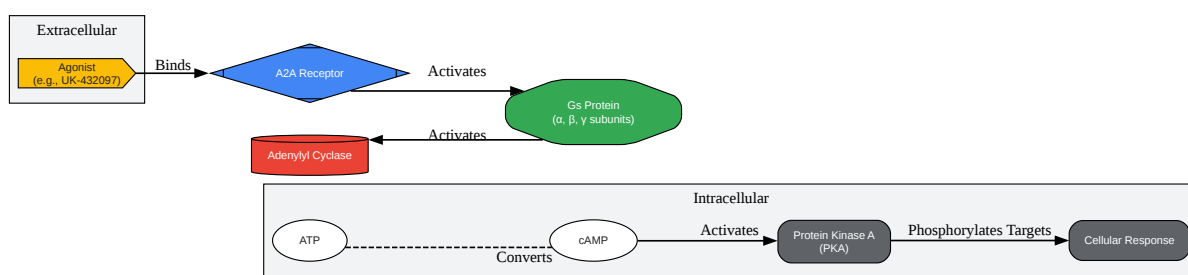 Extracellular
Agonist
(e.g., UK-432097)
Binds
A2A Receptor
Activates
Gs Protein
(α, β, γ subunits)
Activates
Adenylyl Cyclase
Intracellular
ATP
Converts
cAMP
Activates
Protein Kinase A
(PKA)
Phosphorylates Targets
Cellular Response